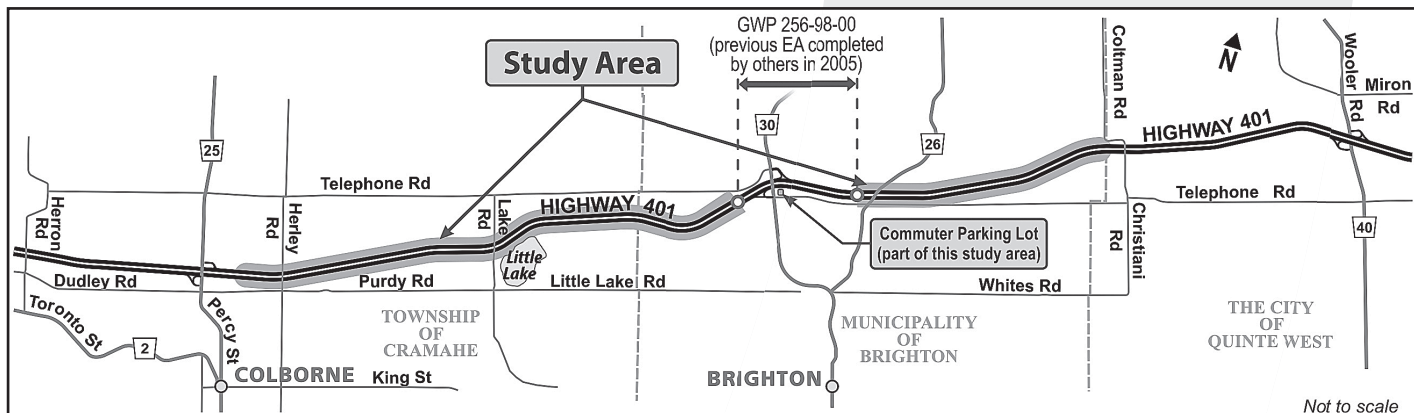 GWP 256-98-00
(previous EA completed
by others in 2005)
Study Area
Coltman Rd
N
Wooler Rd
Miron
Rd
25
30
26
HIGHWAY 401
Telephone Rd
Telephone Rd
Herron
Rd
Herley
Rd
Lake
Rd
HIGHWAY 401
Christiani
Rd
Commuter Parking Lot
(part of this study area)
40
Little
Lake
Dudley Rd
Purdy Rd
Little Lake Rd
Whites Rd
Toronto St
2
Percy St
TOWNSHIP
OF
CRAMAHE
MUNICIPALITY
OF
BRIGHTON
THE CITY
OF
QUINTE WEST
COLBORNE
King St
BRIGHTON
Not to scale